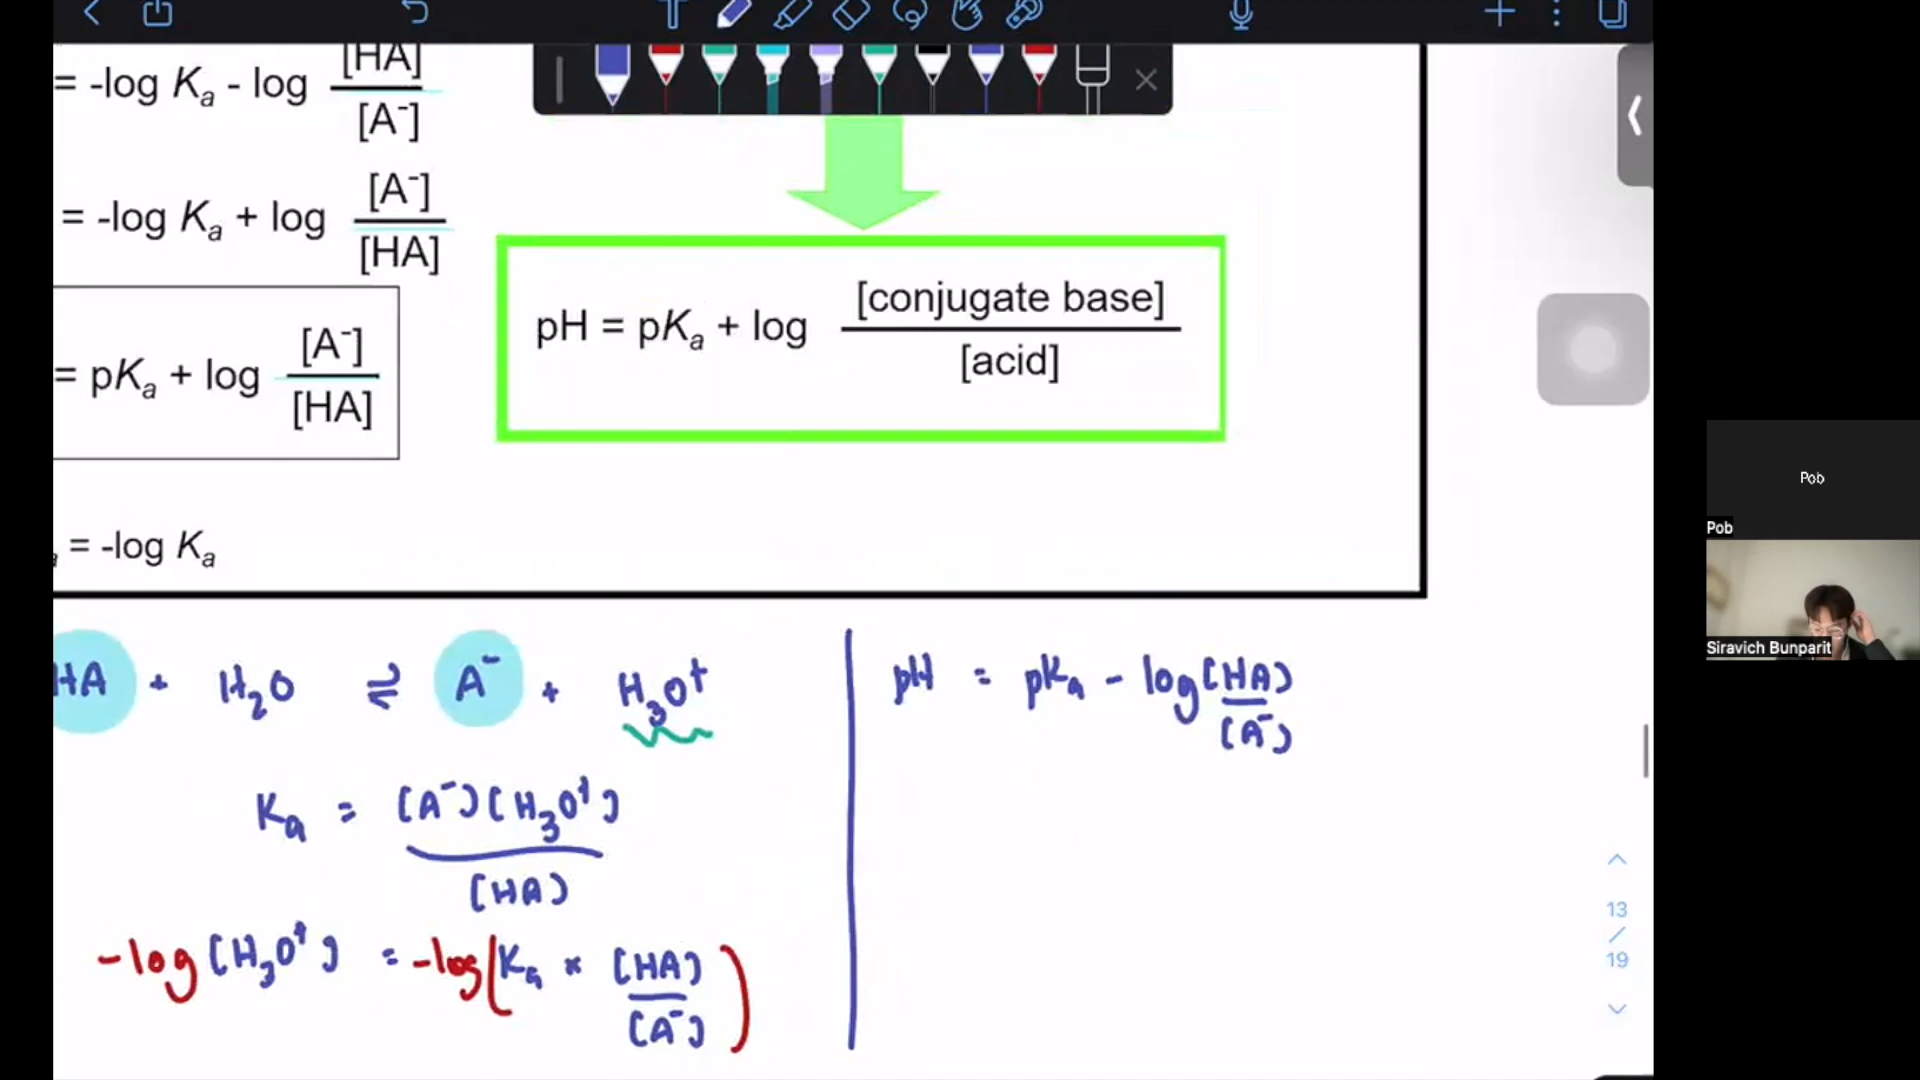 = -log Ka - log [HA]
[A-]
= -log Ka + log [A-]
[HA]
= pKa + log [A-]
[HA]
= -log Ka
pH = pKa + log [conjugate base]
[acid]
HA + H2O ⇌ A- + H3O+
Ka = [A-][H3O+]
[HA]
-log [H3O+] = -log(Ka × [HA]
[A-])
pH = pKa - log [HA]
[A-]
13
/
19
Pob
Pob
Siravich Bunparit